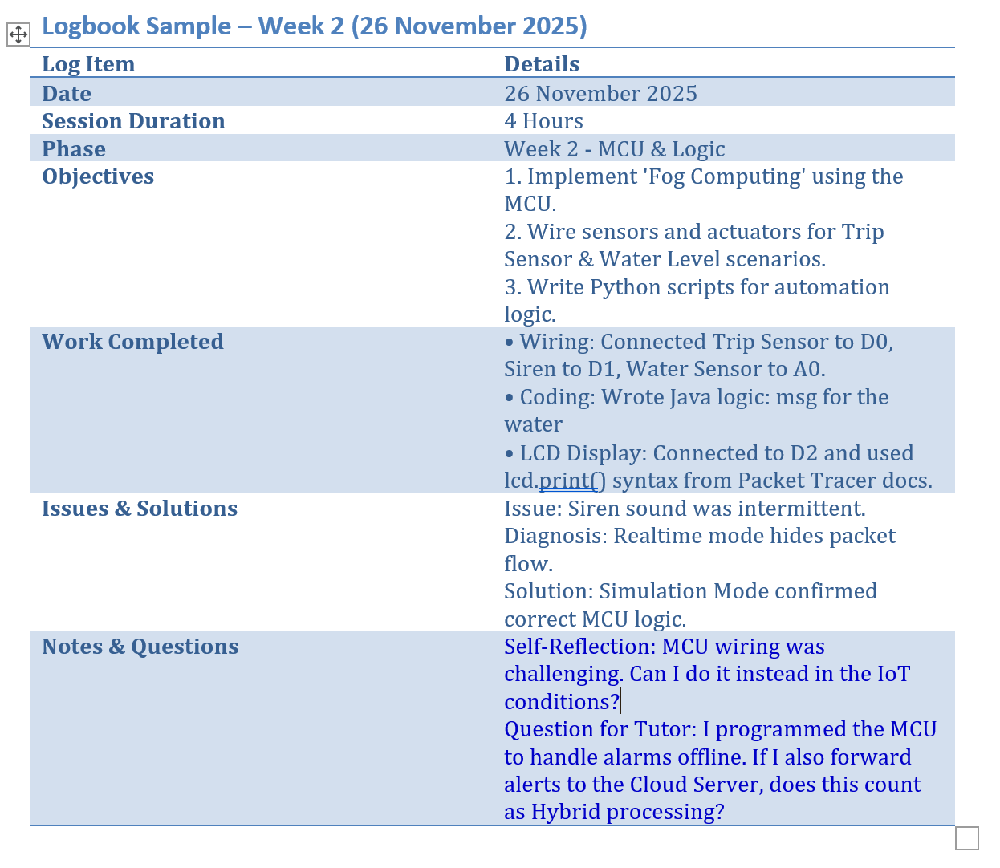 Logbook Sample – Week 2 (26 November 2025)
Log Item Details
Date 26 November 2025
Session Duration 4 Hours
Phase Week 2 - MCU & Logic
Objectives 1. Implement 'Fog Computing' using the
MCU.
2. Wire sensors and actuators for Trip
Sensor & Water Level scenarios.
3. Write Python scripts for automation
logic.
Work Completed • Wiring: Connected Trip Sensor to D0,
Siren to D1, Water Sensor to A0.
• Coding: Wrote Java logic: msg for the
water
• LCD Display: Connected to D2 and used
lcd.print() syntax from Packet Tracer docs.
Issues & Solutions Issue: Siren sound was intermittent.
Diagnosis: Realtime mode hides packet
flow.
Solution: Simulation Mode confirmed
correct MCU logic.
Notes & Questions Self-Reflection: MCU wiring was
challenging. Can I do it instead in the IoT
conditions?
Question for Tutor: I programmed the MCU
to handle alarms offline. If I also forward
alerts to the Cloud Server, does this count
as Hybrid processing?